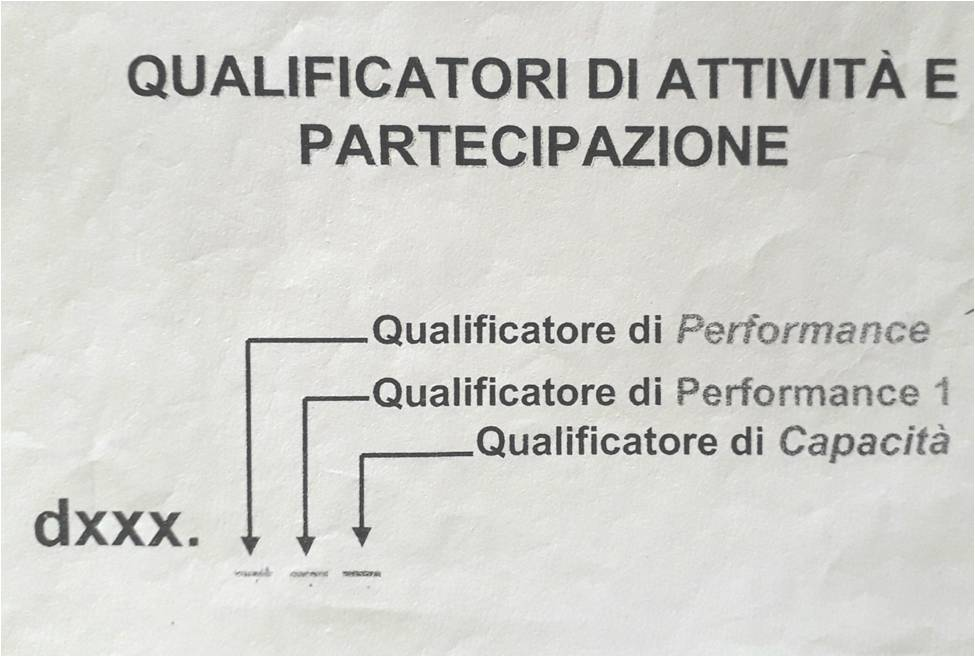 QUALIFICATORI DI ATTIVITÀ E
PARTECIPAZIONE
Qualificatore di Performance
Qualificatore di Performance 1
Qualificatore di Capacità
dxxx.